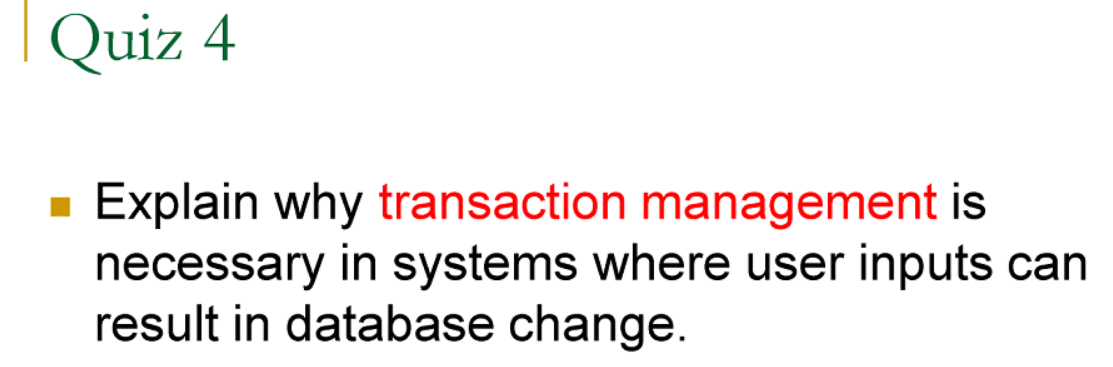 Quiz 4
Explain why transaction management is
necessary in systems where user inputs can
result in database change.